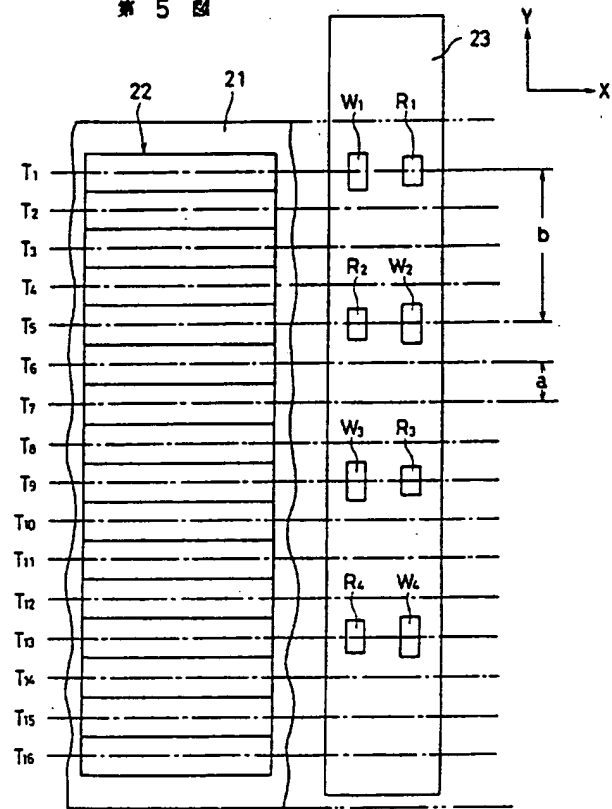 第 5 図
Y
X
23
21
22
W₁ R₁
T₁
T₂
b
T₃
T₄
R₂ W₂
T₅
T₆
a
T₇
T₈
W₃ R₃
T₉
T₁₀
T₁₁
T₁₂
R₄ W₄
T₁₃
T₁₄
T₁₅
T₁₆